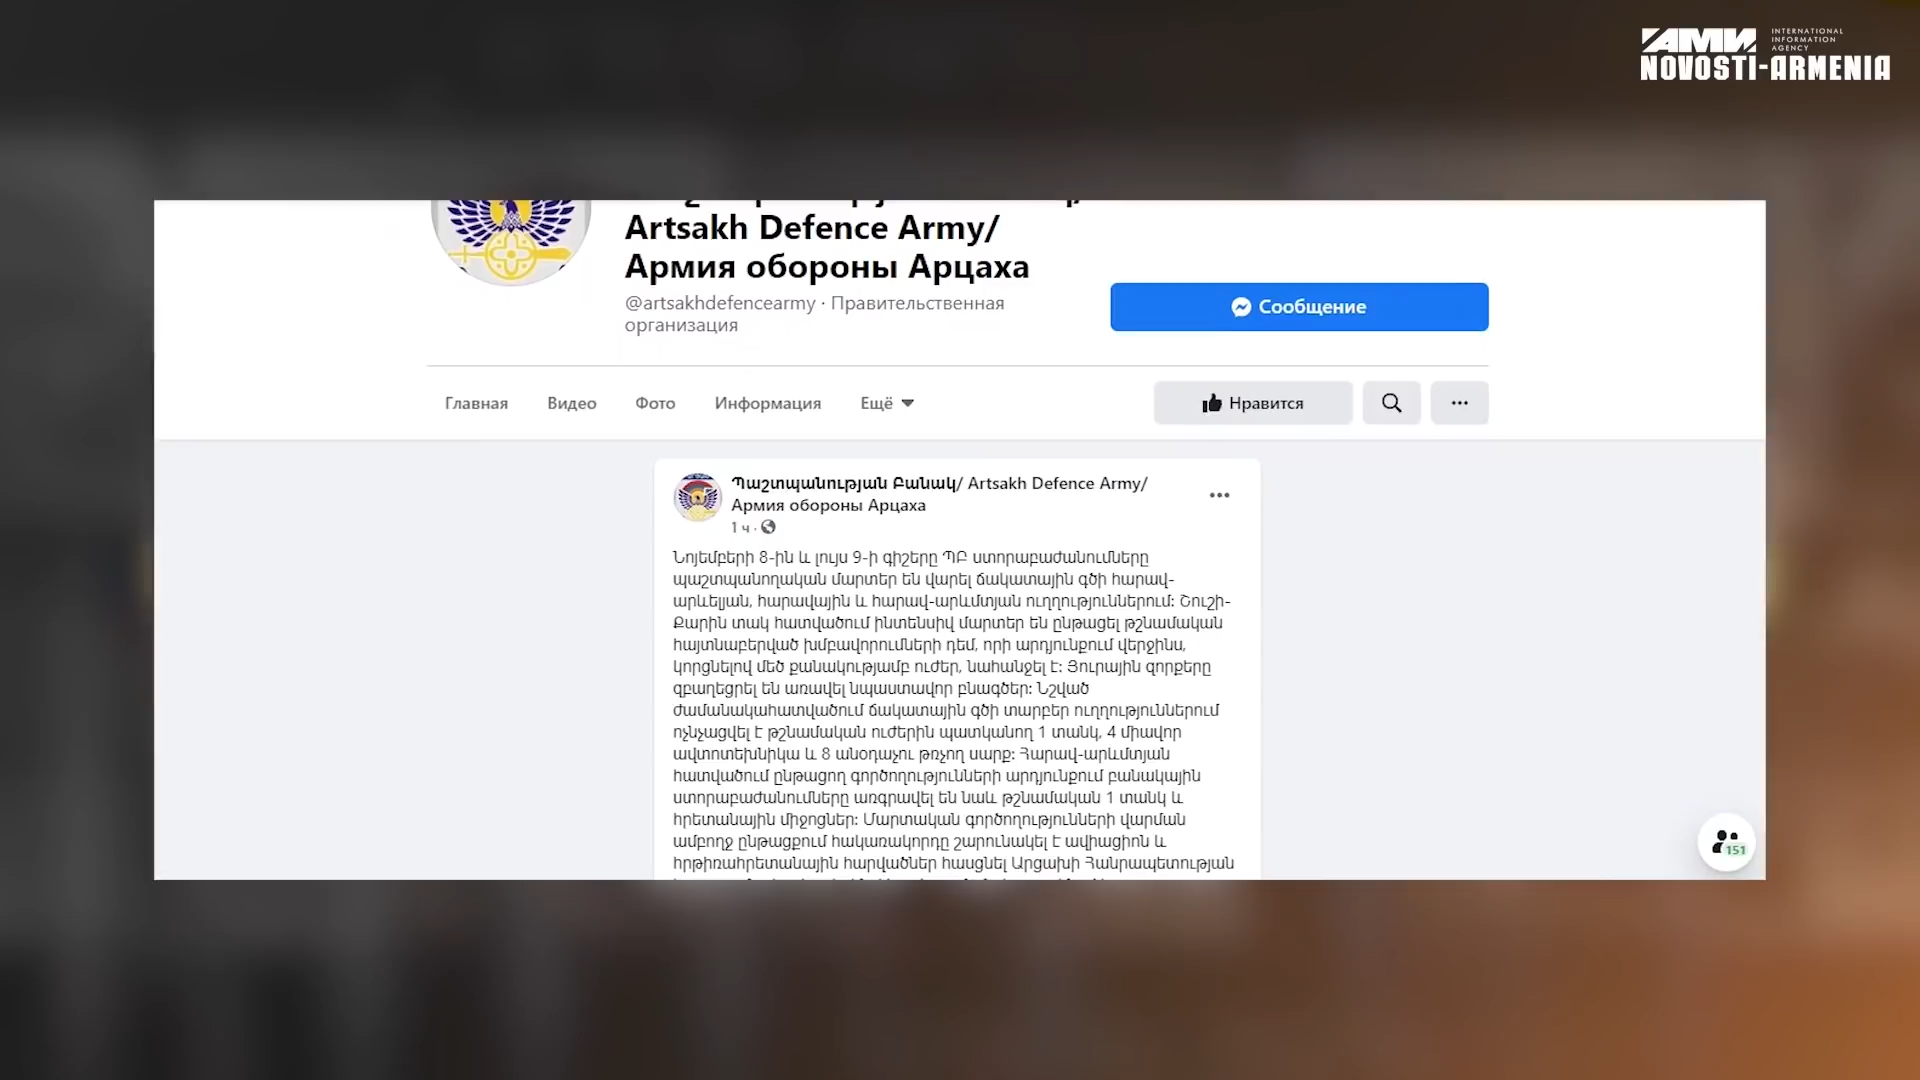 АМИ
INTERNATIONAL
INFORMATION
AGENCY
NOVOSTI-ARMENIA
Artsakh Defence Army/
Армия обороны Арцаха
@artsakhdefencearmy · Правительственная
организация
Сообщение
Главная Видео Фото Информация Ещё
Нравится
Պաշտպանության Բանակ/ Artsakh Defence Army/
Армия обороны Арцаха
1 ч ·
Նոյեմբերի 8-ին և լույս 9-ի գիշերը ՊԲ ստորաբաժանումները
պաշտպանողական մարտեր են վարել ճակատային գծի հարավ-
արևելյան, հարավային և հարավ-արևմտյան ուղղություններում: Շուշի-
Քարին տակ հատվածում ինտենսիվ մարտեր են ընթացել թշնամական
հայտնաբերված խմբավորումների դեմ, որի արդյունքում վերջինս,
կորցնելով մեծ քանակությամբ ուժեր, նահանջել է: Յուրային զորքերը
զբաղեցրել են առավել նպաստավոր բնագծեր: Նշված
ժամանակահատվածում ճակատային գծի տարբեր ուղղություններում
ոչնչացվել է թշնամական ուժերին պատկանող 1 տանկ, 4 միավոր
ավտոտեխնիկա և 8 անօդաչու թռչող սարք: Հարավ-արևմտյան
հատվածում ընթացող գործողությունների արդյունքում բանակային
ստորաբաժանումները առգրավել են նաև թշնամական 1 տանկ և
հրետանային միջոցներ: Մարտական գործողությունների վարման
ամբողջ ընթացքում հակառակորդը շարունակել է ավիացիոն և
հրթիռահրետանային հարվածներ հասցնել Արցախի Հանրապետության
151